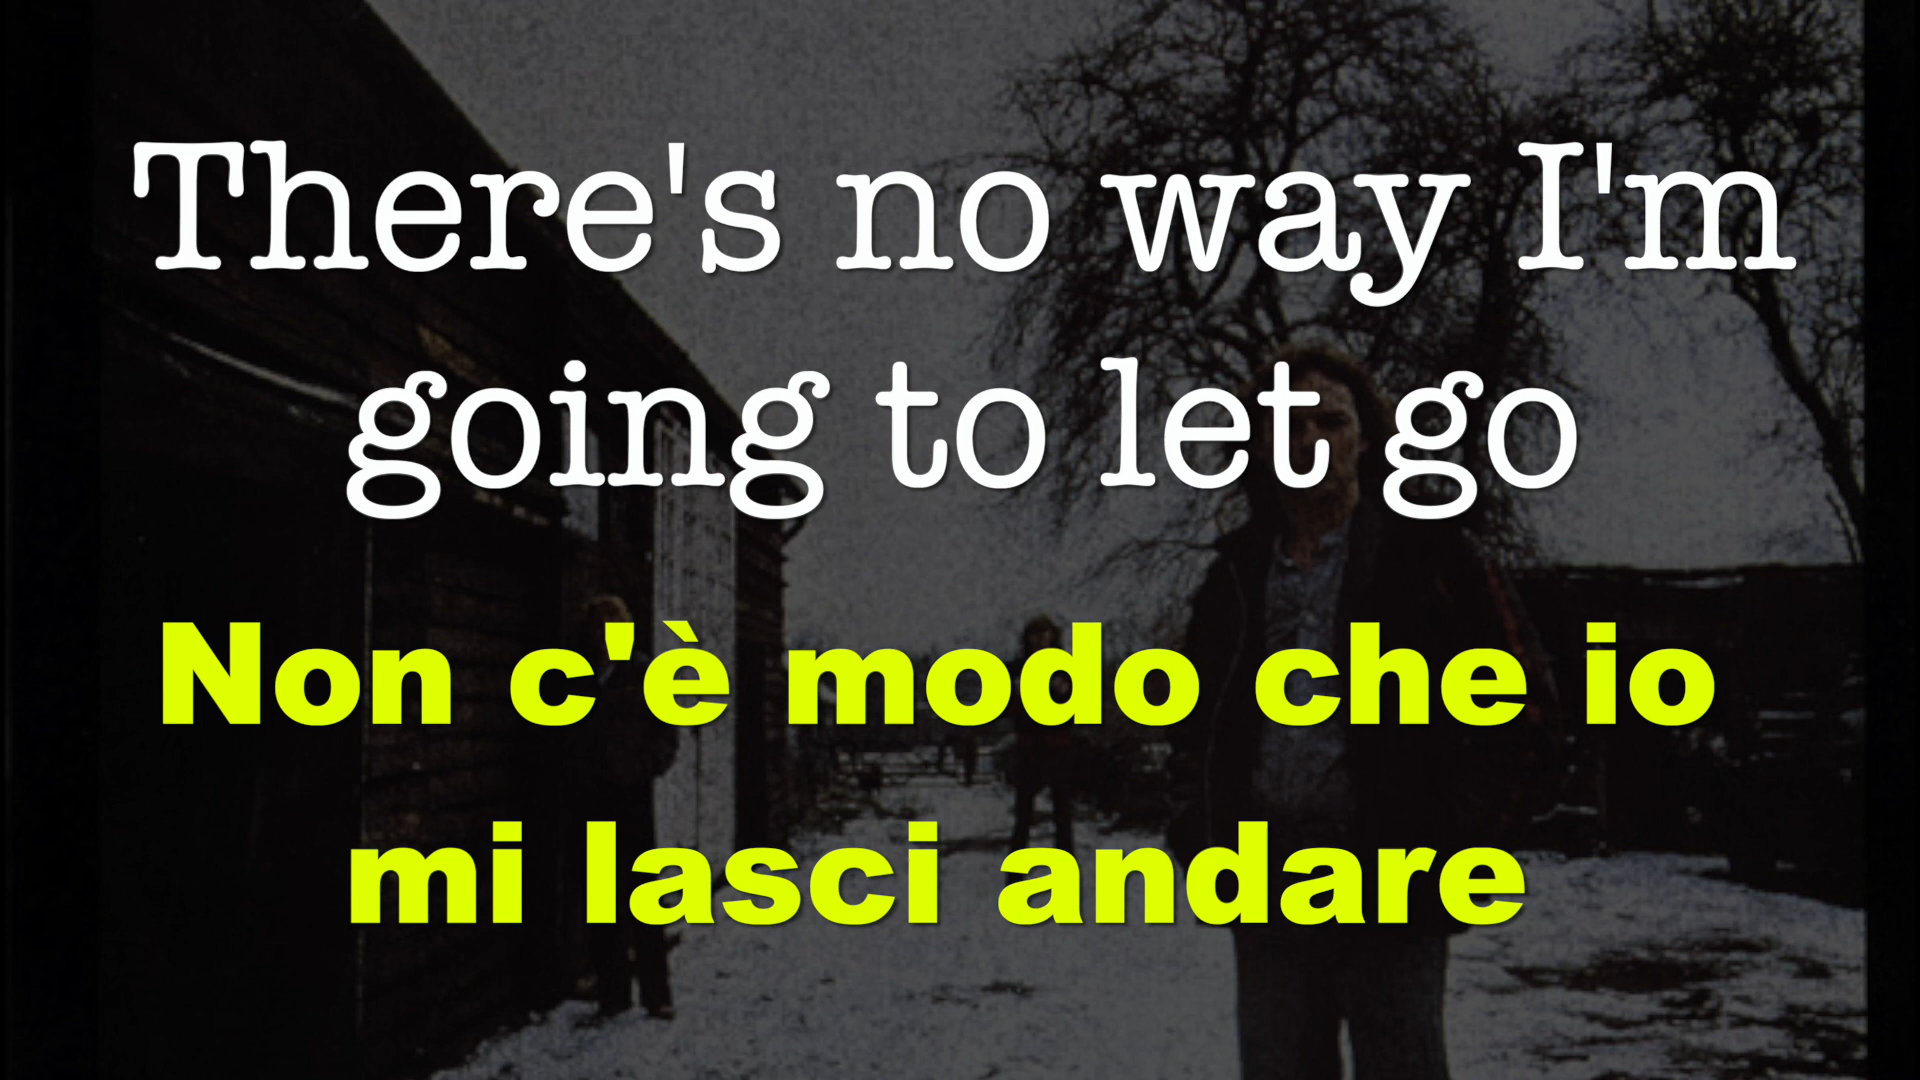 There's no way I'm
going to let go
Non c'è modo che io
mi lasci andare